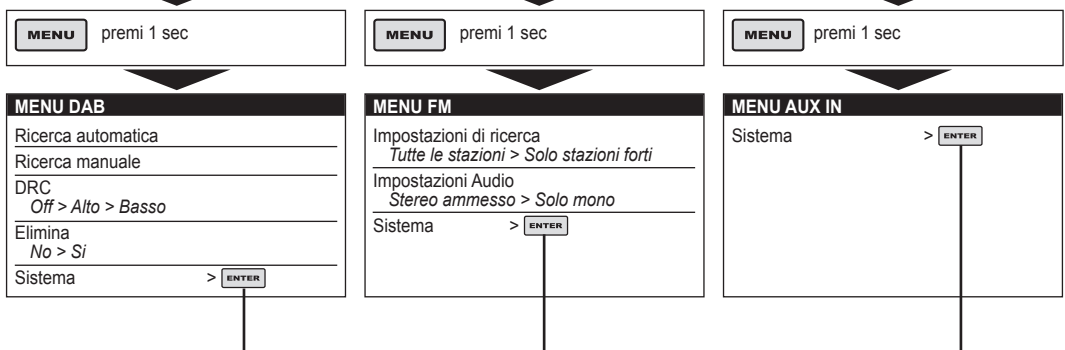 MENU premi 1 sec
MENU premi 1 sec
MENU premi 1 sec
MENU DAB
Ricerca automatica
Ricerca manuale
DRC
Off > Alto > Basso
Elimina
No > Si
Sistema > ENTER
MENU FM
Impostazioni di ricerca
Tutte le stazioni > Solo stazioni forti
Impostazioni Audio
Stereo ammesso > Solo mono
Sistema > ENTER
MENU AUX IN
Sistema > ENTER